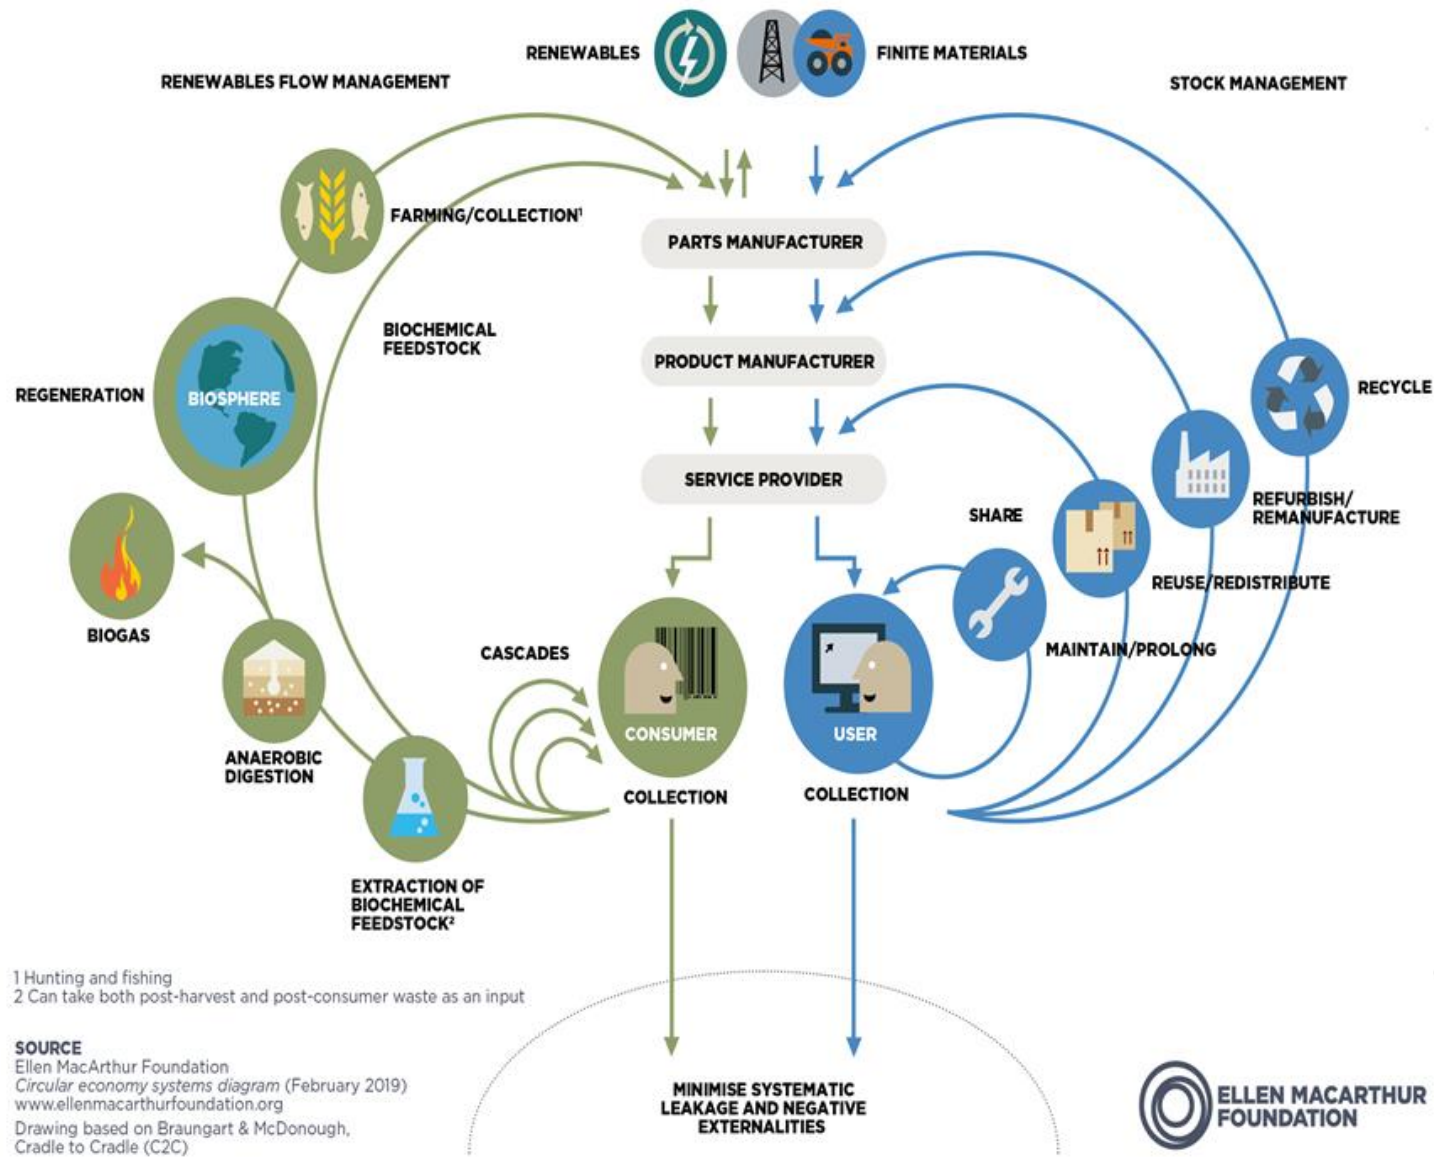 RENEWABLES
FINITE MATERIALS
RENEWABLES FLOW MANAGEMENT
STOCK MANAGEMENT
FARMING/COLLECTION¹
PARTS MANUFACTURER
BIOCHEMICAL
FEEDSTOCK
PRODUCT MANUFACTURER
REGENERATION
BIOSPHERE
RECYCLE
SERVICE PROVIDER
SHARE
REFURBISH/
REMANUFACTURE
REUSE/REDISTRIBUTE
BIOGAS
CASCADES
MAINTAIN/PROLONG
CONSUMER
USER
ANAEROBIC
DIGESTION
COLLECTION
COLLECTION
EXTRACTION OF
BIOCHEMICAL
FEEDSTOCK²
1 Hunting and fishing
2 Can take both post-harvest and post-consumer waste as an input
SOURCE
Ellen MacArthur Foundation
Circular economy systems diagram (February 2019)
www.ellenmacarthurfoundation.org
Drawing based on Braungart & McDonough,
Cradle to Cradle (C2C)
MINIMISE SYSTEMATIC
LEAKAGE AND NEGATIVE
EXTERNALITIES
ELLEN MACARTHUR
FOUNDATION